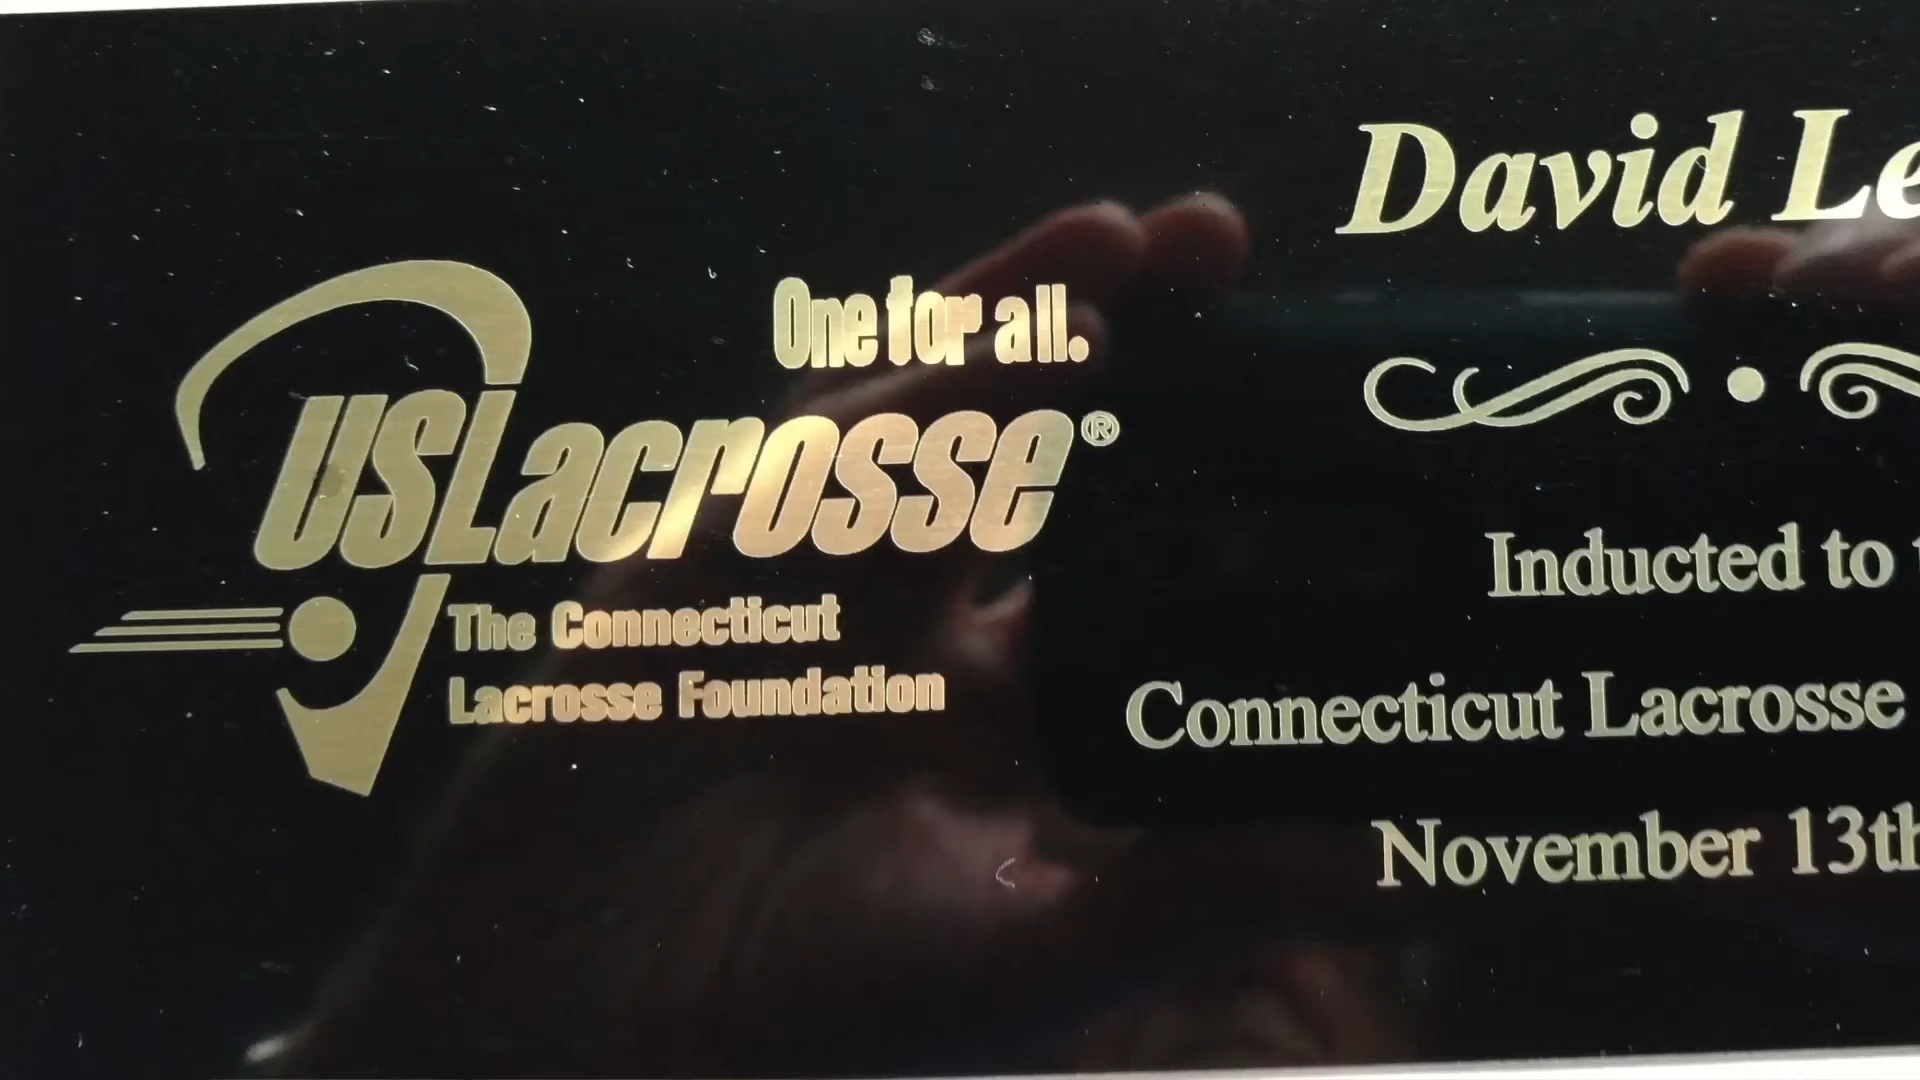 One for all.
USLacrosse®
The Connecticut
Lacrosse Foundation
David Le
Inducted to
Connecticut Lacrosse
November 13th